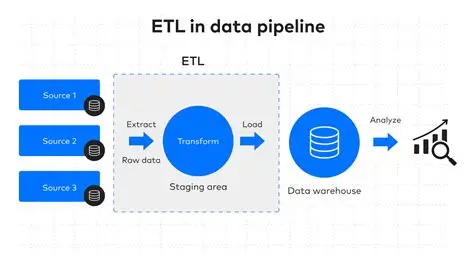 ETL in data pipeline
ETL
Source 1
Source 2
Source 3
Extract
Raw data
Transform
Staging area
Load
Data warehouse
Analyze